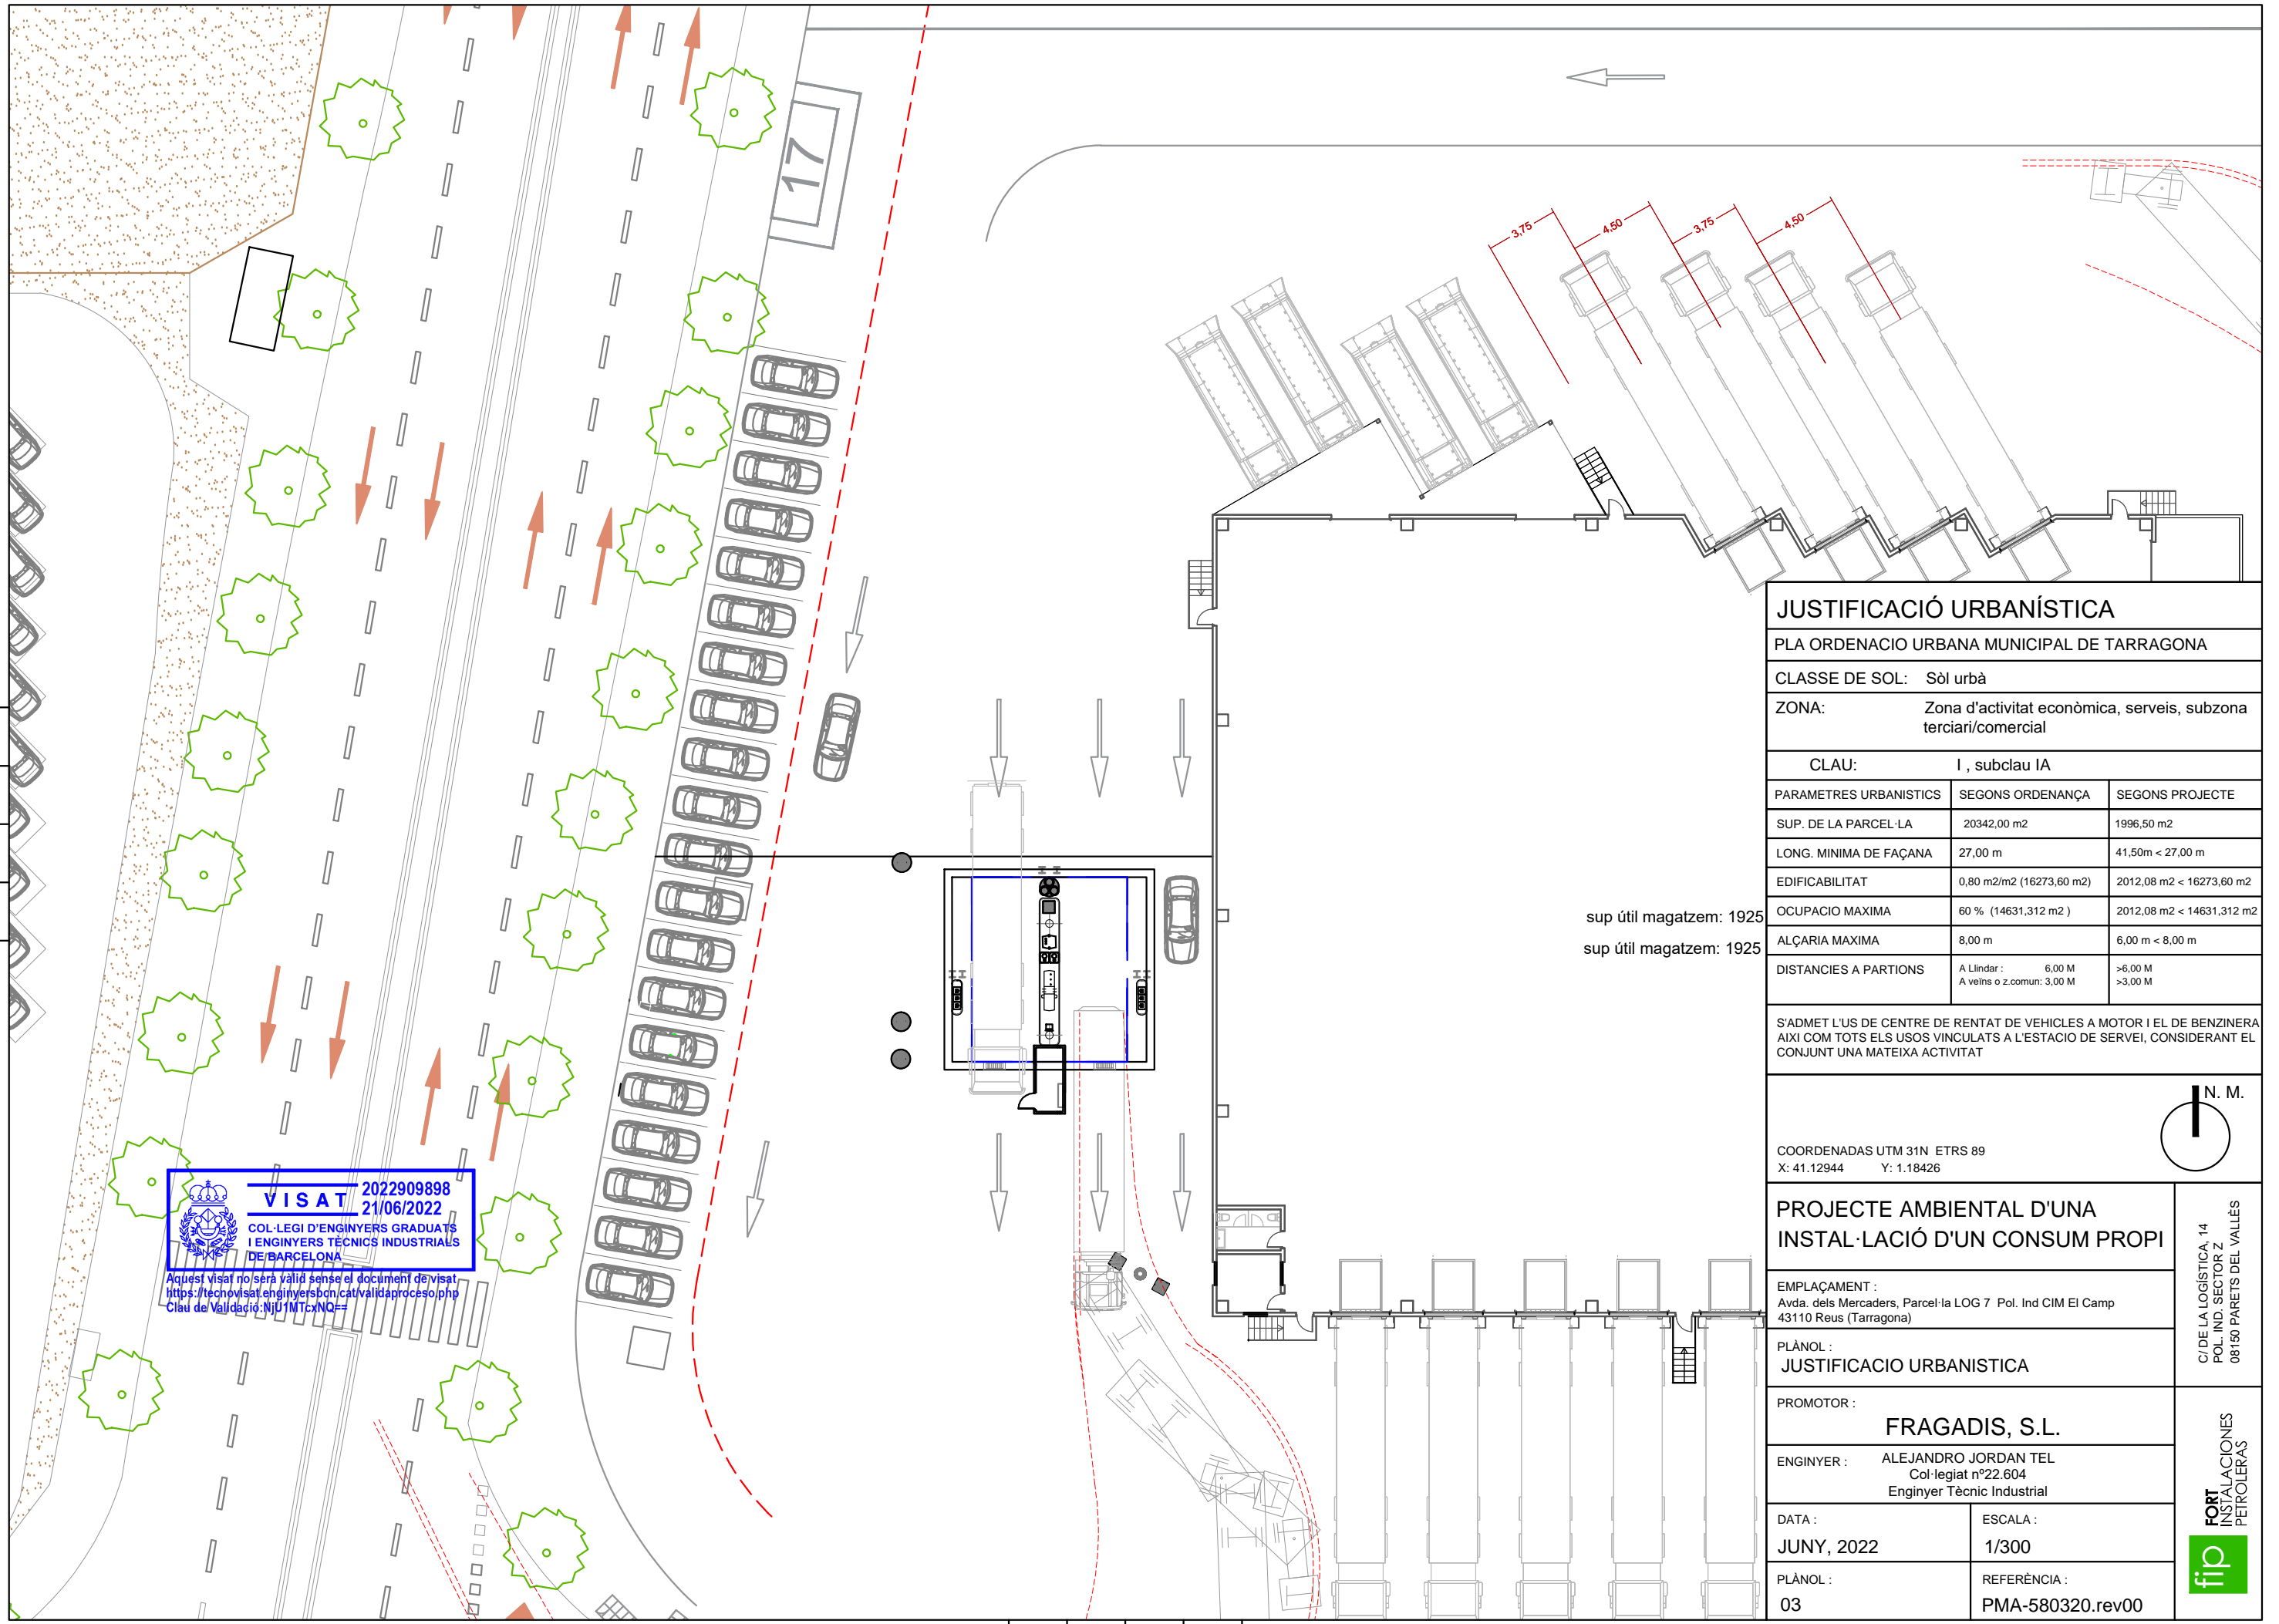 17
3,75
4,50
3,75
4,50
sup útil magatzem: 1925
sup útil magatzem: 1925
VISAT 2022909898
21/06/2022
COL·LEGI D'ENGINYERS GRADUATS
I ENGINYERS TÈCNICS INDUSTRIALS
DE BARCELONA
Aquest visat no serà vàlid sense el document de visat
https://tecnovisat.enginyersbcn.cat/validaproceso.php
Clau de Validació:NjU1MTcxNQ==
JUSTIFICACIÓ URBANÍSTICA
PLA ORDENACIO URBANA MUNICIPAL DE TARRAGONA
CLASSE DE SOL: Sòl urbà
ZONA: Zona d'activitat econòmica, serveis, subzona
terciari/comercial
CLAU: I , subclau IA
PARAMETRES URBANISTICS SEGONS ORDENANÇA SEGONS PROJECTE
SUP. DE LA PARCEL·LA 20342,00 m2 1996,50 m2
LONG. MINIMA DE FAÇANA 27,00 m 41,50m < 27,00 m
EDIFICABILITAT 0,80 m2/m2 (16273,60 m2) 2012,08 m2 < 16273,60 m2
OCUPACIO MAXIMA 60 % (14631,312 m2 ) 2012,08 m2 < 14631,312 m2
ALÇARIA MAXIMA 8,00 m 6,00 m < 8,00 m
DISTANCIES A PARTIONS A Llindar : 6,00 M >6,00 M
A veïns o z.comun: 3,00 M >3,00 M
S'ADMET L'US DE CENTRE DE RENTAT DE VEHICLES A MOTOR I EL DE BENZINERA
AIXI COM TOTS ELS USOS VINCULATS A L'ESTACIO DE SERVEI, CONSIDERANT EL
CONJUNT UNA MATEIXA ACTIVITAT
N. M.
COORDENADAS UTM 31N ETRS 89
X: 41.12944 Y: 1.18426
PROJECTE AMBIENTAL D'UNA
INSTAL·LACIÓ D'UN CONSUM PROPI
C/ DE LA LOGÍSTICA, 14
POL. IND. SECTOR Z
08150 PARETS DEL VALLÈS
EMPLAÇAMENT :
Avda. dels Mercaders, Parcel·la LOG 7 Pol. Ind CIM El Camp
43110 Reus (Tarragona)
PLÀNOL :
JUSTIFICACIO URBANISTICA
PROMOTOR :
FRAGADIS, S.L.
ENGINYER : ALEJANDRO JORDAN TEL
Col·legiat nº22.604
Enginyer Tècnic Industrial
DATA : ESCALA :
JUNY, 2022 1/300
PLÀNOL : REFERÈNCIA :
03 PMA-580320.rev00
FORT
INSTALACIONES
PETROLERAS
fip